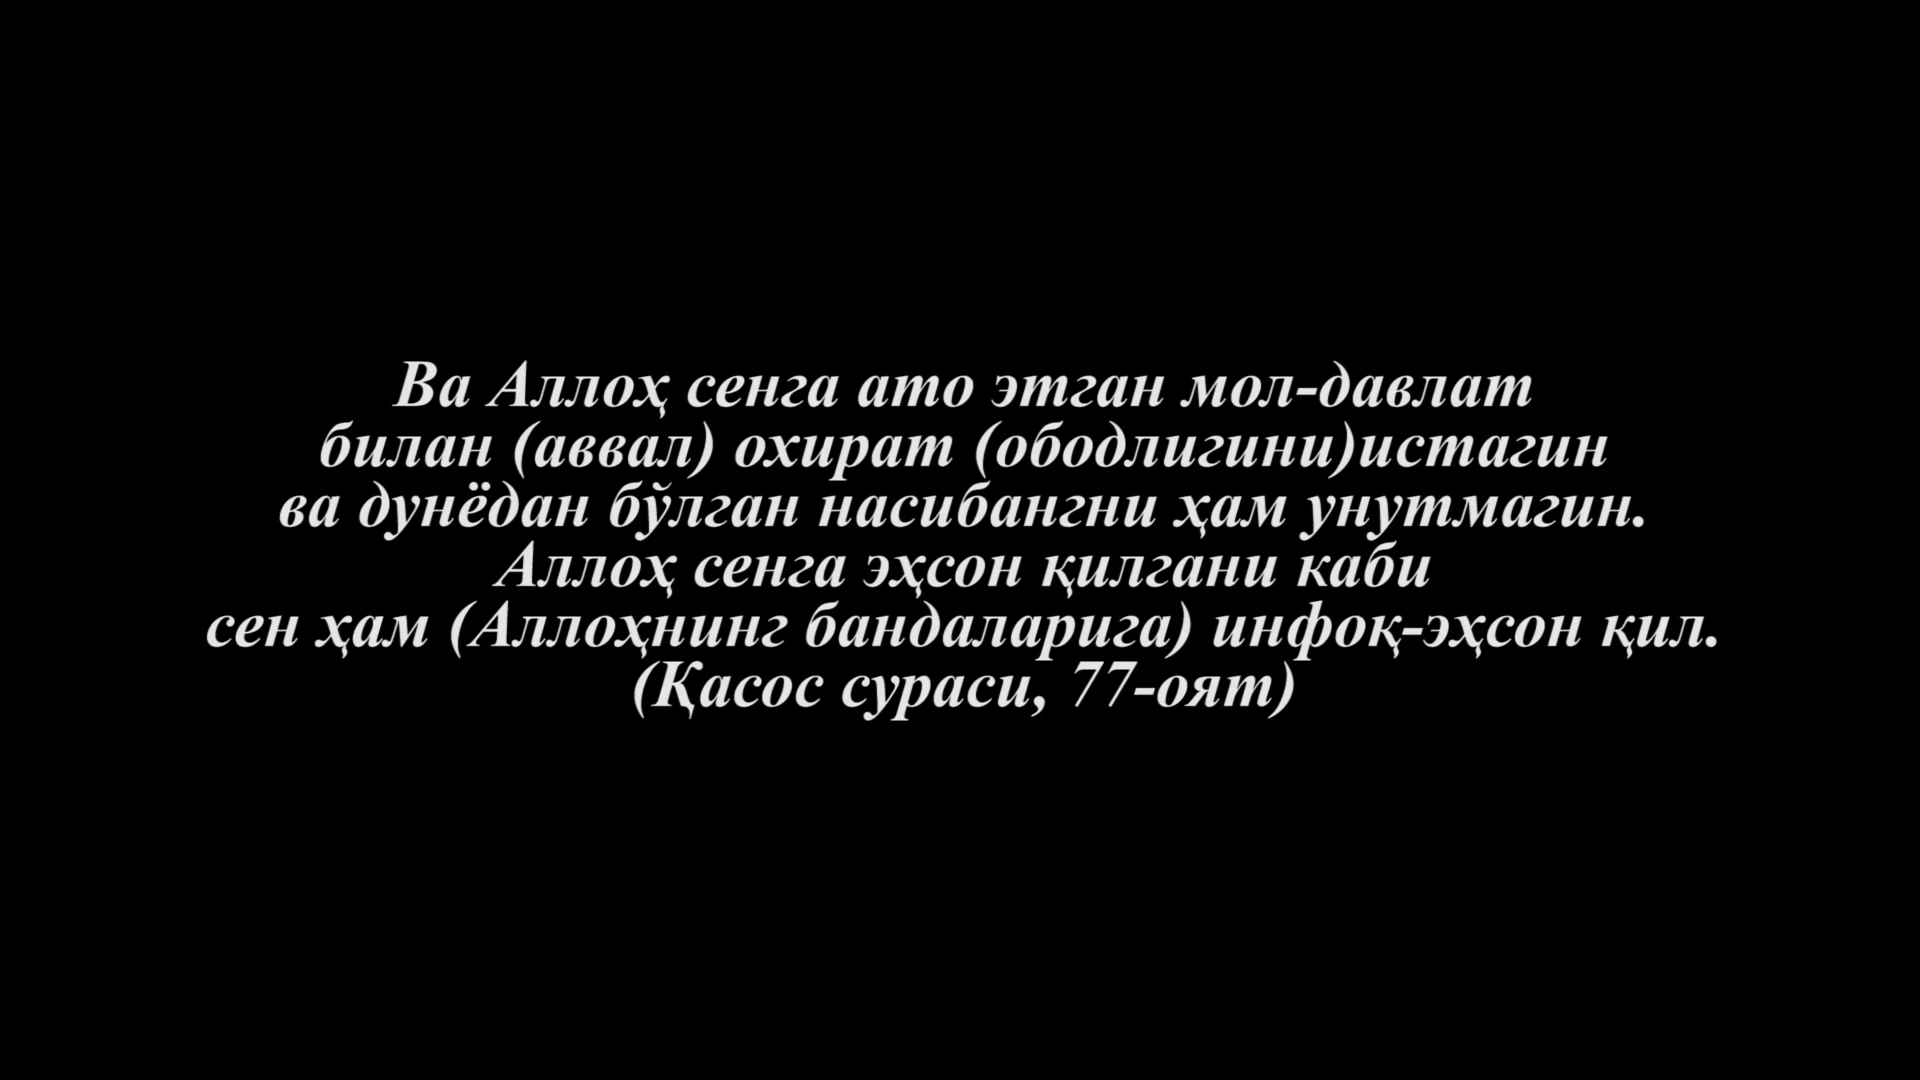 Ва Аллоҳ сенга ато этган мол-давлат
билан (аввал) охират (ободлигини)истагин
ва дунёдан бўлган насибангни ҳам унутмагин.
Аллоҳ сенга эҳсон қилгани каби
сен ҳам (Аллоҳнинг бандаларига) инфоқ-эҳсон қил.
(Қасос сураси, 77-оят)